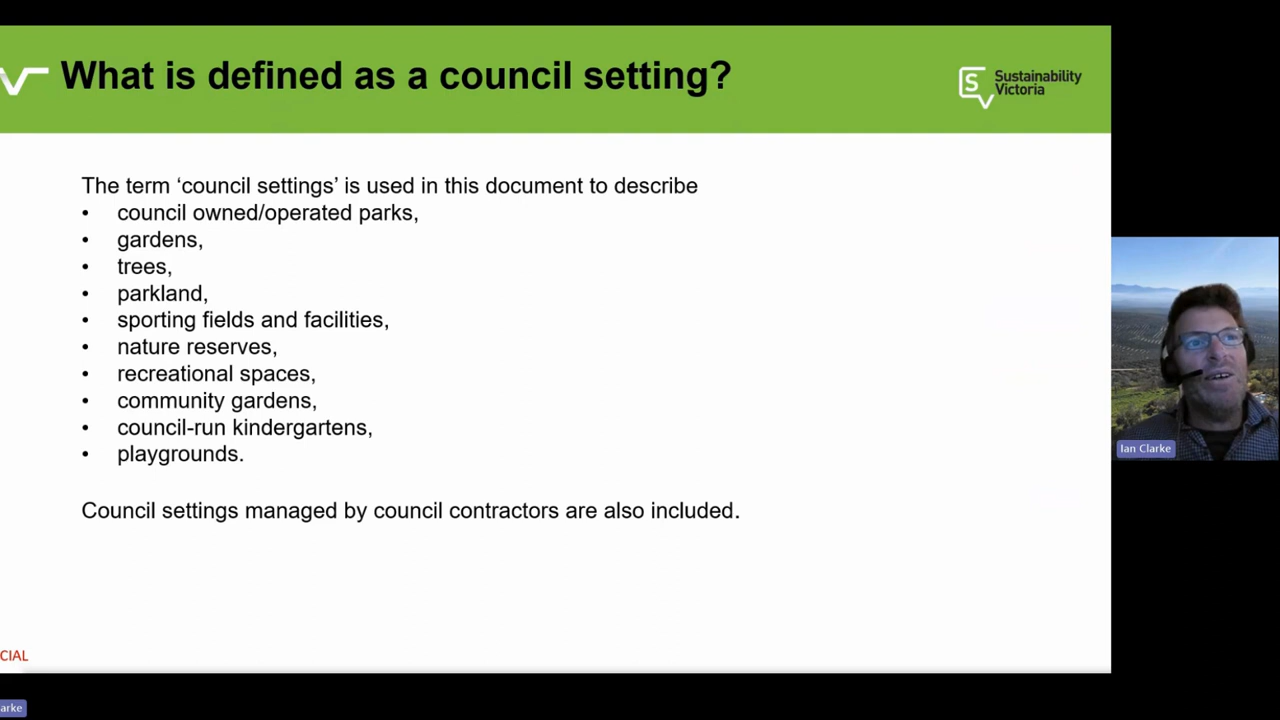 What is defined as a council setting?
S
Sustainability
Victoria
The term ‘council settings’ is used in this document to describe
• council owned/operated parks,
• gardens,
• trees,
• parkland,
• sporting fields and facilities,
• nature reserves,
• recreational spaces,
• community gardens,
• council-run kindergartens,
• playgrounds.
Council settings managed by council contractors are also included.
Ian Clarke
CIAL
arke